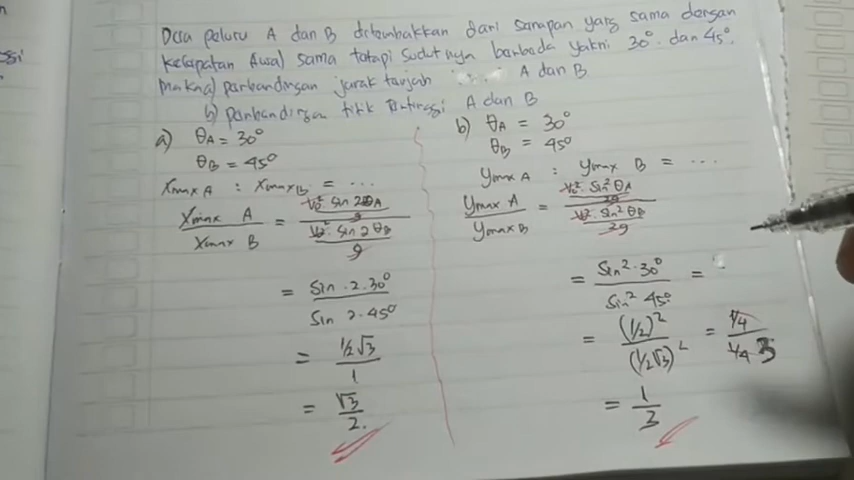 Dua peluru A dan B ditembakkan dari senapan yang sama dengan
kecepatan awal sama tetapi sudutnya berbeda yakni 30° dan 45°.
Maka a) perbandingan jarak terjauh .... A dan B
b) perbandingan titik tertinggi A dan B
a) θA = 30°
θB = 45°
Xmax A : Xmax B = ...
Xmax A / Xmax B = (V₀² . sin 2θA / g) / (V₀² . sin 2θB / g)
= Sin . 2 . 30° / Sin 2 . 45°
= ½√3 / 1
= √3 / 2.
b) θA = 30°
θB = 45°
Ymax A : Ymax B = ...
Ymax A / Ymax B = (V₀² . Sin² θA / 2g) / (V₀² . Sin² θB / 2g)
= Sin² . 30° / Sin² 45° =
= (½)² / (½√3)² = ¼ / ¼ 3
= 1 / 3